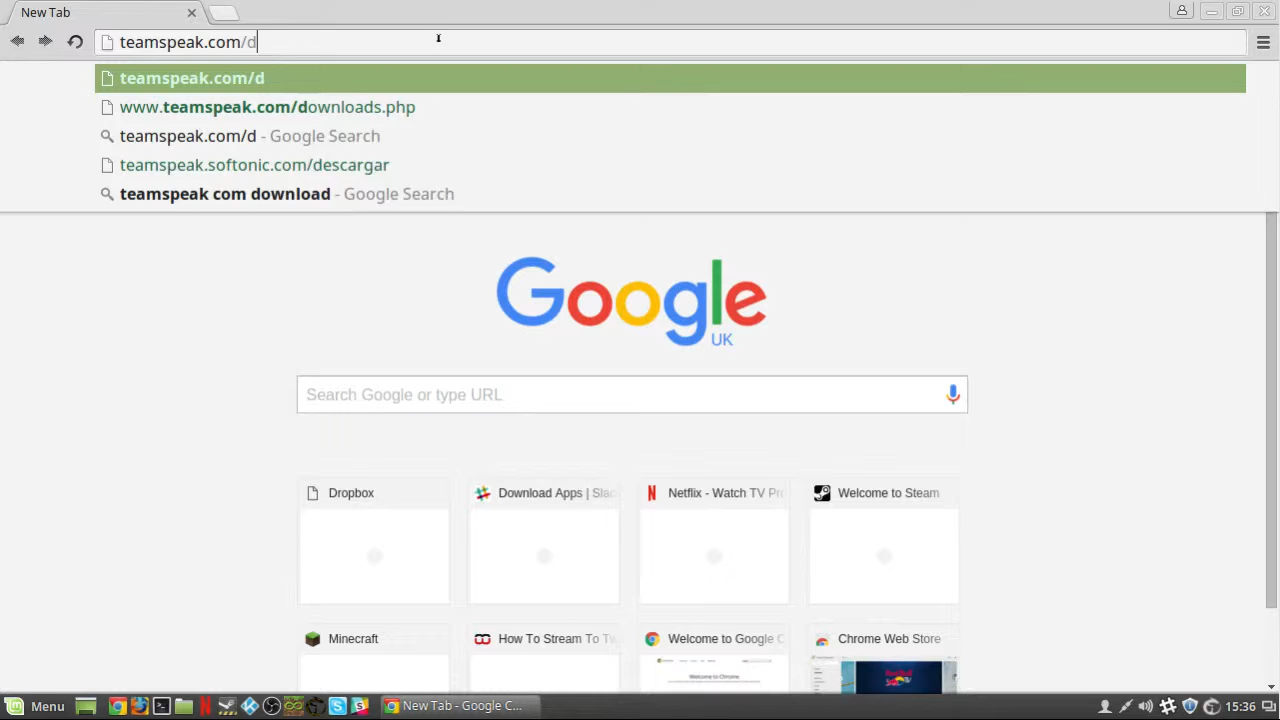 New Tab
teamspeak.com/d
teamspeak.com/d
www.teamspeak.com/downloads.php
teamspeak.com/d - Google Search
teamspeak.softonic.com/descargar
teamspeak com download - Google Search
Google
UK
Search Google or type URL
Dropbox
Download Apps | Slac
Netflix - Watch TV Pro
Welcome to Steam
Minecraft
How To Stream To Tw
Welcome to Google C
Chrome Web Store
Menu
New Tab - Google C...
15:36